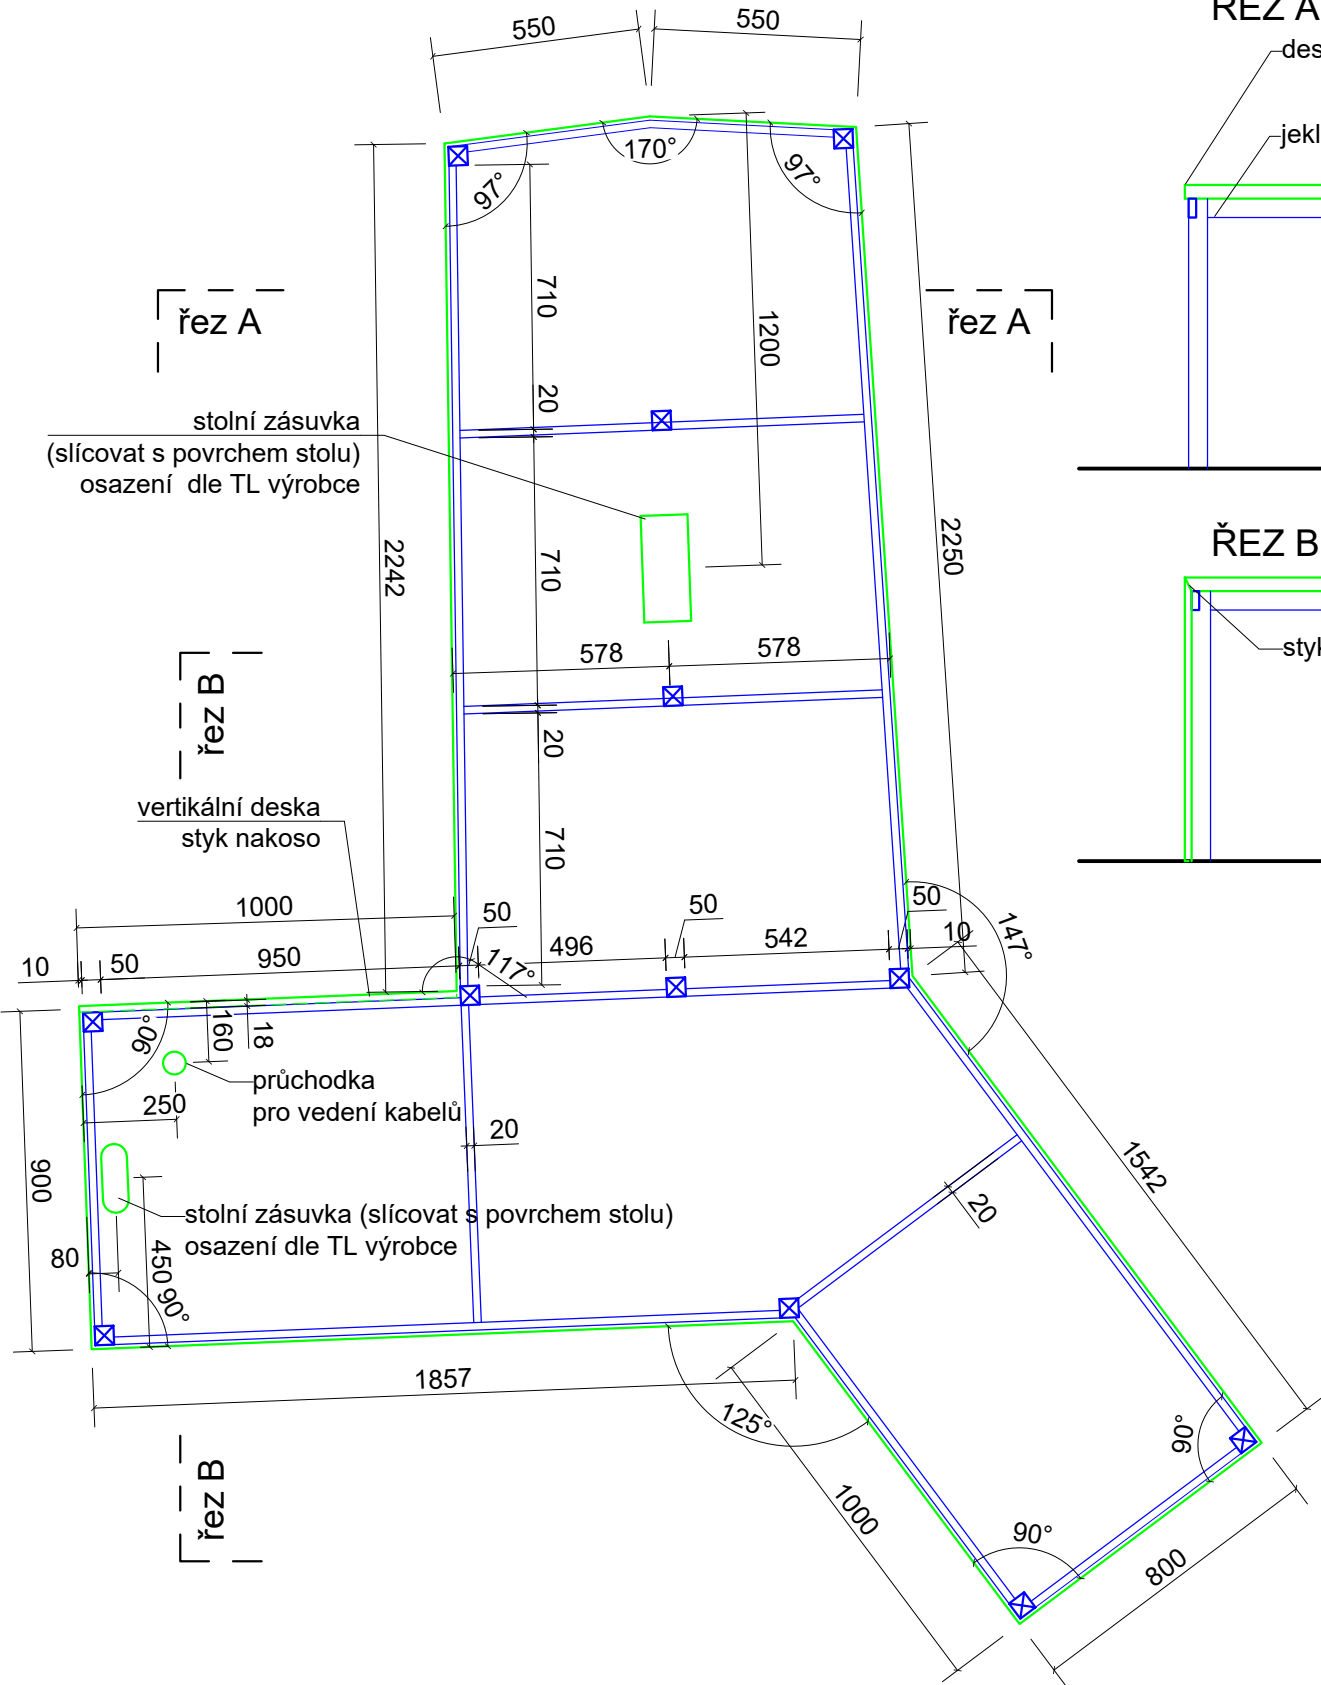 550
550
ŘEZ A
des
jekl
170°
97°
97°
710
1200
řez A
řez A
20
stolní zásuvka
(slícovat s povrchem stolu)
osazení dle TL výrobce
2242
710
2250
ŘEZ B
578
578
styk
řez B
20
vertikální deska
styk nakoso
710
1000
50
50
50
10
50
950
117°
496
542
10
147°
90°
160
18
průchodka
pro vedení kabelů
250
20
900
1542
20
stolní zásuvka (slícovat s povrchem stolu)
osazení dle TL výrobce
80
450
90°
1857
125°
90°
řez B
1000
90°
800